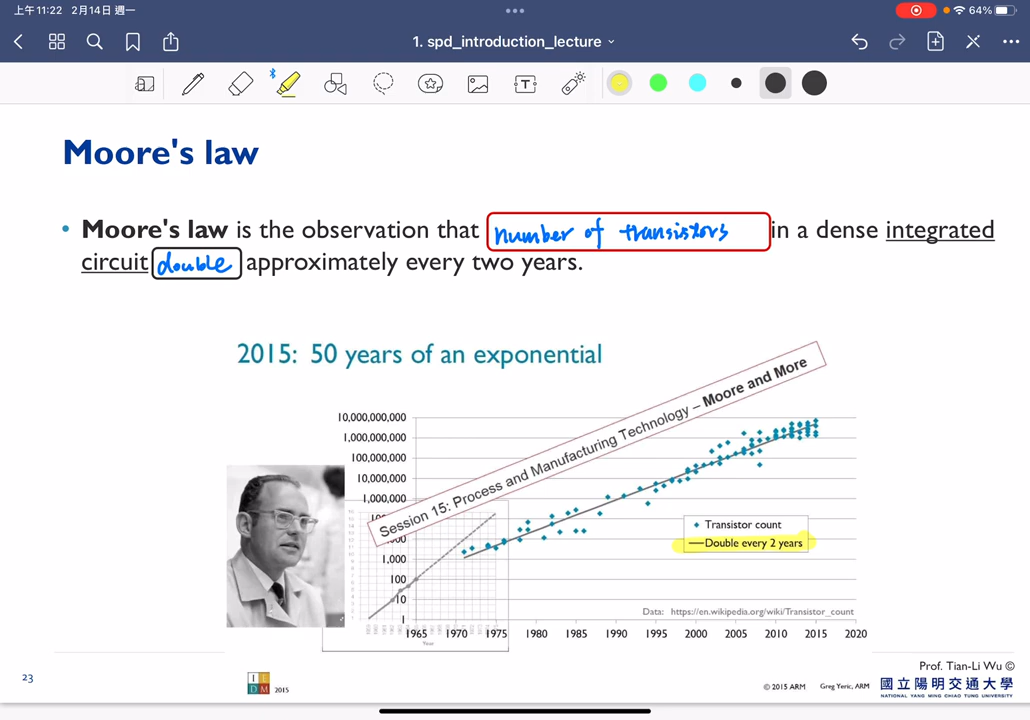 上午11:22 2月14日 週一
64%
1. spd_introduction_lecture
Moore's law
• Moore's law is the observation that number of transistors in a dense integrated
circuit double approximately every two years.
2015: 50 years of an exponential
Session 15: Process and Manufacturing Technology – Moore and More
10,000,000,000
1,000,000,000
100,000,000
10,000,000
1,000,000
1,000
100
10
1
Transistor count
Double every 2 years
Data: https://en.wikipedia.org/wiki/Transistor_count
1965 1970 1975 1980 1985 1990 1995 2000 2005 2010 2015 2020
Year
Prof. Tian-Li Wu ©
23
IEDM 2015
© 2015 ARM Greg Yeric, ARM
國立陽明交通大學
NATIONAL YANG MING CHIAO TUNG UNIVERSITY